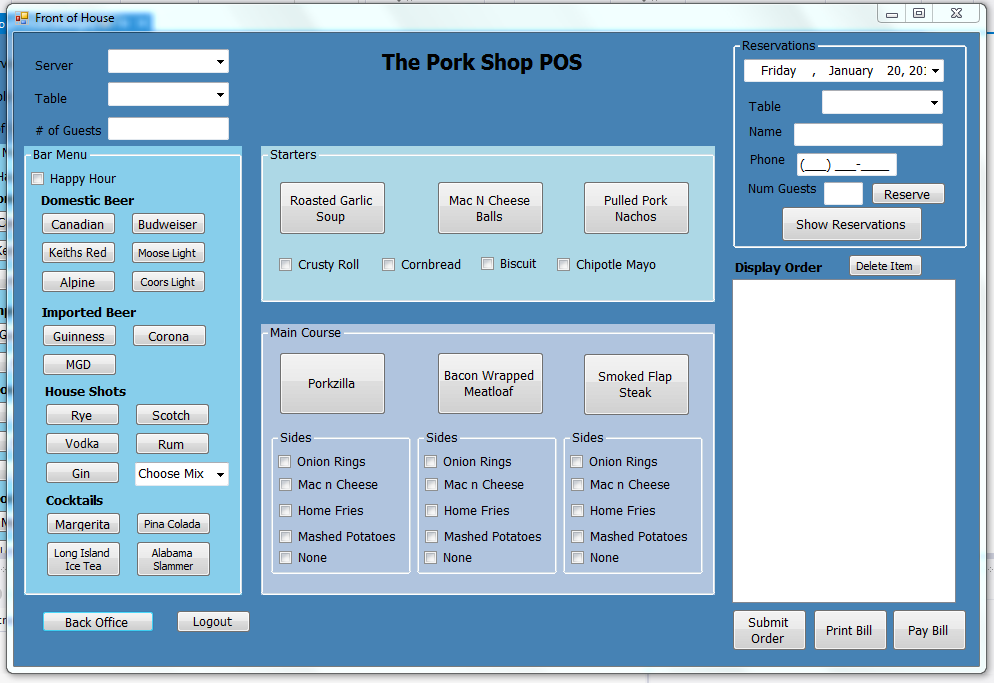 Front of House
The Pork Shop POS
Server
Table
# of Guests
Bar Menu
Happy Hour
Domestic Beer
Canadian Budweiser
Keiths Red Moose Light
Alpine Coors Light
Imported Beer
Guinness Corona
MGD
House Shots
Rye Scotch
Vodka Rum
Gin Choose Mix
Cocktails
Margerita Pina Colada
Long Island
Ice Tea
Alabama
Slammer
Back Office Logout
Starters
Roasted Garlic
Soup
Mac N Cheese
Balls
Pulled Pork
Nachos
Crusty Roll Cornbread Biscuit Chipotle Mayo
Main Course
Porkzilla
Bacon Wrapped
Meatloaf
Smoked Flap
Steak
Sides
Onion Rings
Mac n Cheese
Home Fries
Mashed Potatoes
None
Sides
Onion Rings
Mac n Cheese
Home Fries
Mashed Potatoes
None
Sides
Onion Rings
Mac n Cheese
Home Fries
Mashed Potatoes
None
Reservations
Friday , January 20, 20
Table
Name
Phone (___) ___-____
Num Guests Reserve
Show Reservations
Display Order Delete Item
Submit
Order
Print Bill
Pay Bill